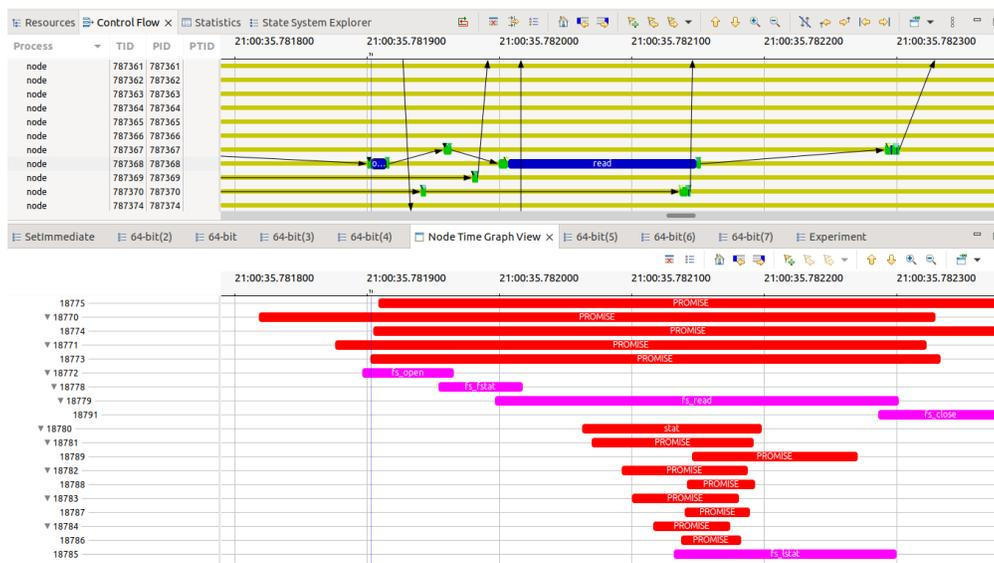 Resources Control Flow Statistics State System Explorer
Process TID PID PTID 21:00:35.781800 21:00:35.781900 21:00:35.782000 21:00:35.782100 21:00:35.782200 21:00:35.782300
node 787361 787361
node 787362 787362
node 787363 787363
node 787364 787364
node 787365 787365
node 787366 787366
node 787367 787367
node 787368 787368 o... read
node 787369 787369
node 787370 787370
node 787374 787374
SetImmediate 64-bit(2) 64-bit 64-bit(3) 64-bit(4) Node Time Graph View 64-bit(5) 64-bit(6) 64-bit(7) Experiment
21:00:35.781800 21:00:35.781900 21:00:35.782000 21:00:35.782100 21:00:35.782200 21:00:35.782300
18775 PROMISE
18770 PROMISE
18774 PROMISE
18771 PROMISE
18773 PROMISE
18772 fs_open
18778 fs_fstat
18779 fs_read
18791 fs_close
18780 stat
18781 PROMISE
18789 PROMISE
18782 PROMISE
18788 PROMISE
18783 PROMISE
18787 PROMISE
18784 PROMISE
18786 PROMISE
18785 fs_lstat